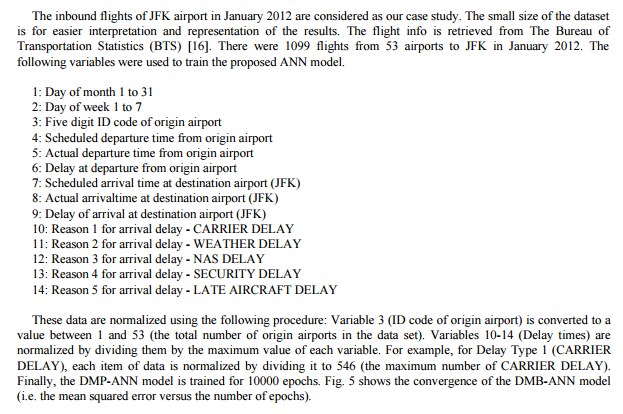 The inbound flights of JFK airport in January 2012 are considered as our case study. The small size of the dataset
is for easier interpretation and representation of the results. The flight info is retrieved from The Bureau of
Transportation Statistics (BTS) [16]. There were 1099 flights from 53 airports to JFK in January 2012. The
following variables were used to train the proposed ANN model.
1: Day of month 1 to 31
2: Day of week 1 to 7
3: Five digit ID code of origin airport
4: Scheduled departure time from origin airport
5: Actual departure time from origin airport
6: Delay at departure from origin airport
7: Scheduled arrival time at destination airport (JFK)
8: Actual arrivaltime at destination airport (JFK)
9: Delay of arrival at destination airport (JFK)
10: Reason 1 for arrival delay - CARRIER DELAY
11: Reason 2 for arrival delay - WEATHER DELAY
12: Reason 3 for arrival delay - NAS DELAY
13: Reason 4 for arrival delay - SECURITY DELAY
14: Reason 5 for arrival delay - LATE AIRCRAFT DELAY
These data are normalized using the following procedure: Variable 3 (ID code of origin airport) is converted to a
value between 1 and 53 (the total number of origin airports in the data set). Variables 10-14 (Delay times) are
normalized by dividing them by the maximum value of each variable. For example, for Delay Type 1 (CARRIER
DELAY), each item of data is normalized by dividing it to 546 (the maximum number of CARRIER DELAY).
Finally, the DMP-ANN model is trained for 10000 epochs. Fig. 5 shows the convergence of the DMB-ANN model
(i.e. the mean squared error versus the number of epochs).